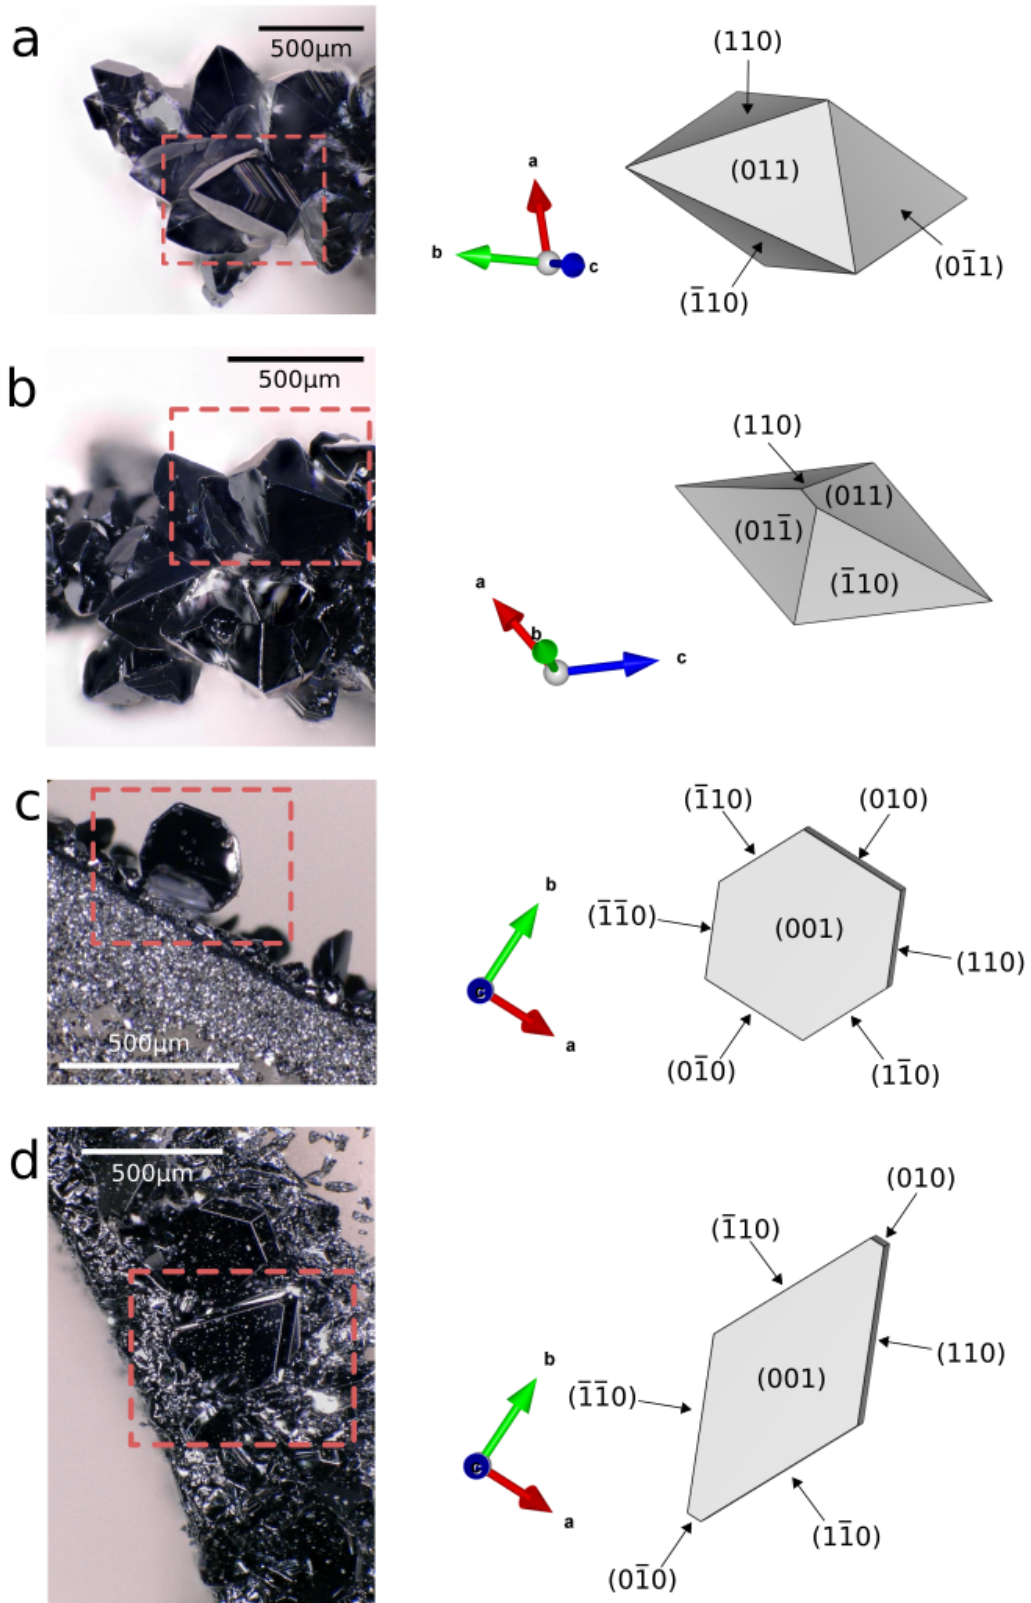 a
500µm
(110)
(011)
a
b
c
(01̅1)
(1̅10)
b
500µm
(110)
(011)
(011̅)
(1̅10)
a
b
c
c
500µm
(1̅10)
(010)
(1̅1̅0)
(001)
(110)
(01̅0)
(11̅0)
b
c
a
d
500µm
(010)
(1̅10)
(110)
(1̅1̅0)
(001)
(11̅0)
(01̅0)
b
c
a